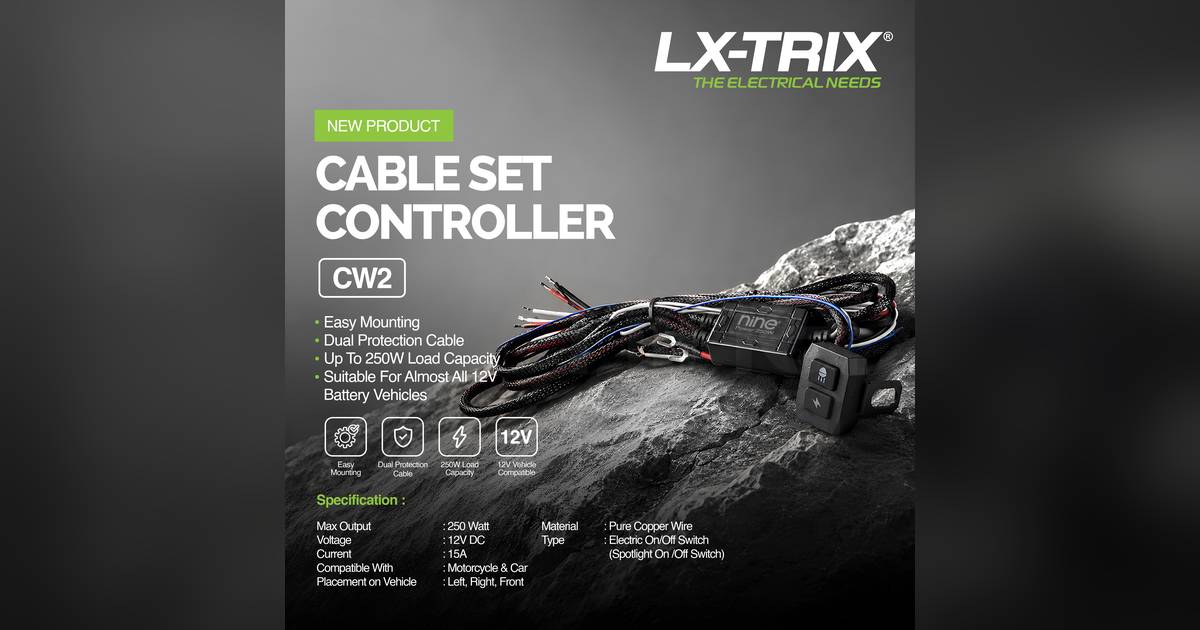 LX-TRIX®
THE ELECTRICAL NEEDS
NEW PRODUCT
CABLE SET
CONTROLLER
CW2
• Easy Mounting
• Dual Protection Cable
• Up To 250W Load Capacity
• Suitable For Almost All 12V
Battery Vehicles
nine
12V
Easy
Mounting
Dual Protection
Cable
250W Load
Capacity
12V Vehicle
Compatible
Specification :
Max Output : 250 Watt
Voltage : 12V DC
Current : 15A
Compatible With : Motorcycle & Car
Placement on Vehicle : Left, Right, Front
Material : Pure Copper Wire
Type : Electric On/Off Switch
(Spotlight On /Off Switch)